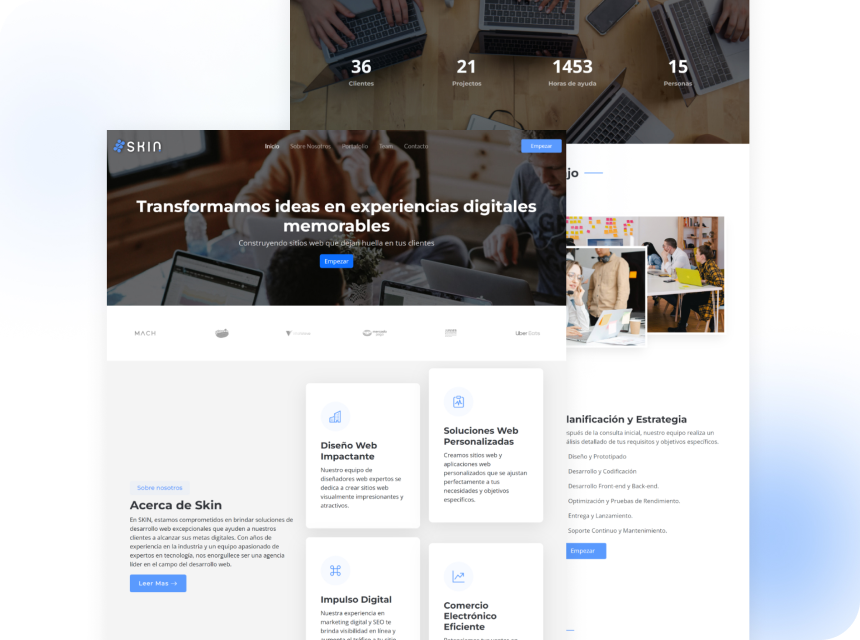 36
21
1453
15
Clientes
Proyectos
Horas de ayuda
Personas
SKIN
Inicio
Sobre Nosotros
Portafolio
Team
Contacto
Empezar
Transformamos ideas en experiencias digitales
memorables
Construyendo sitios web que dejan huella en tus clientes
Empezar
MACH
Uber
jo
Sobre nosotros
Acerca de Skin
En SKIN, estamos comprometidos en brindar soluciones de
desarrollo web excepcionales que ayuden a nuestros
clientes a alcanzar sus metas digitales. Con años de
experiencia en la industria y un equipo apasionado de
expertos en tecnología, nos enorgullece ser una agencia
líder en el campo del desarrollo web.
Leer Mas →
Diseño Web
Impactante
Nuestro equipo de
diseñadores web expertos se
dedica a crear sitios web
visualmente impresionantes y
atractivos.
Soluciones Web
Personalizadas
Creamos sitios web y
aplicaciones web
personalizados que se ajustan
perfectamente a tus
necesidades y objetivos
específicos.
Impulso Digital
Nuestra experiencia en
marketing digital y SEO te
brinda visibilidad en línea y
aumenta el tráfico a tu sitio
Comercio
Electrónico
Eficiente
Potenciamos tus ventas en
lanificación y Estrategia
spués de la consulta inicial, nuestro equipo realiza un
álisis detallado de tus requisitos y objetivos específicos.
Diseño y Prototipado
Desarrollo y Codificación
Desarrollo Front-end y Back-end.
Optimización y Pruebas de Rendimiento.
Entrega y Lanzamiento.
Soporte Continuo y Mantenimiento.
Empezar